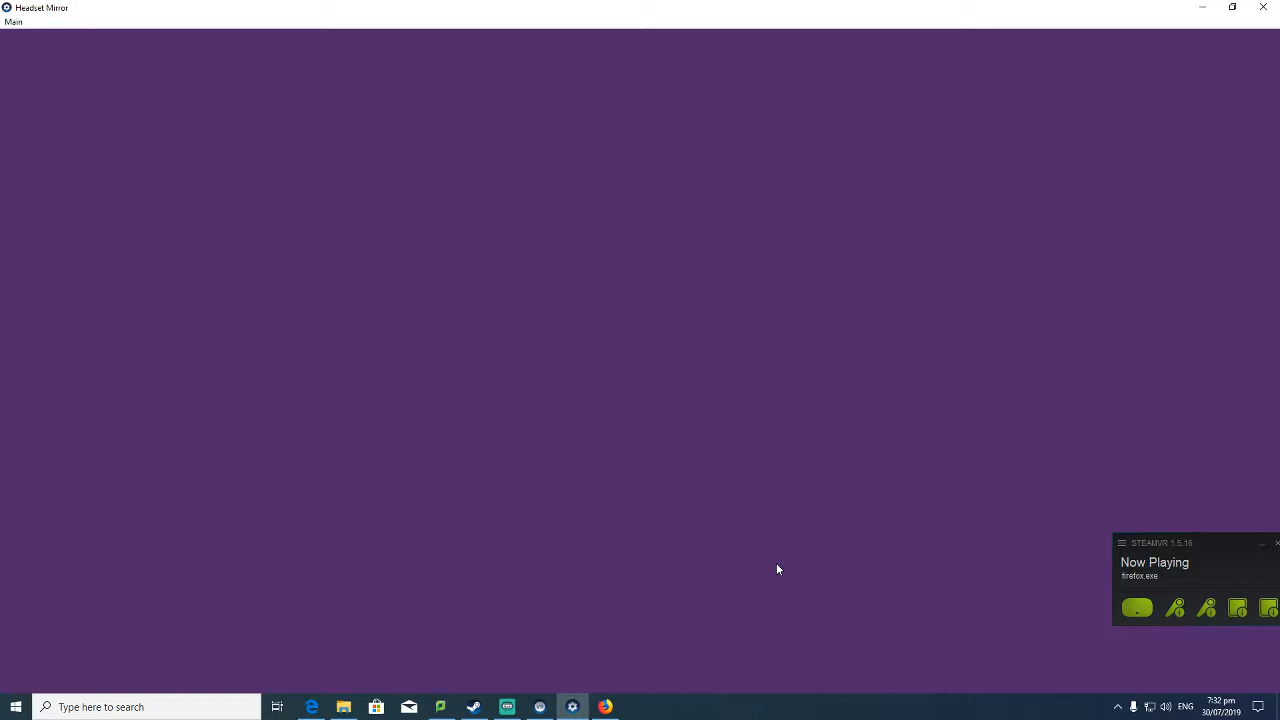 Headset Mirror
Main
STEAMVR 1.5.16
Now Playing
firefox.exe
Type here to search
ENG
7:32 pm
30/07/2019